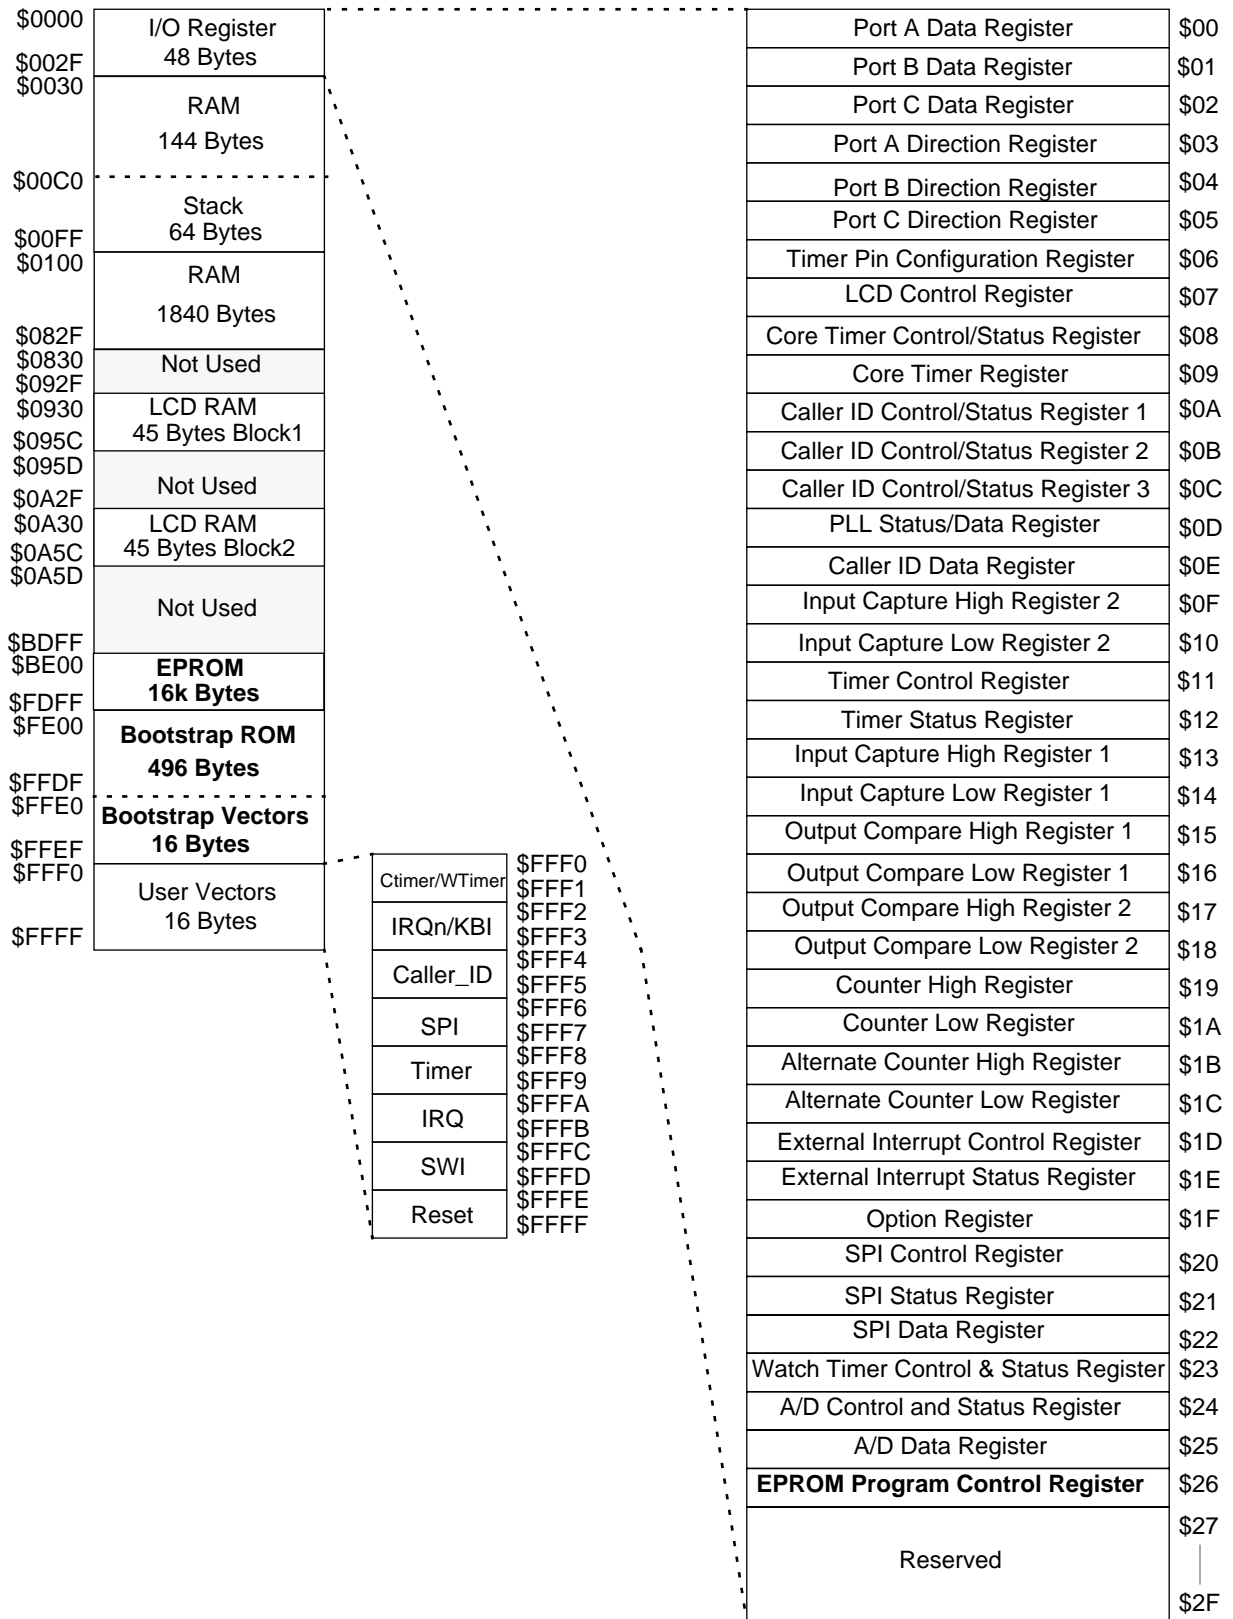 $0000
I/O Register
48 Bytes
$002F
$0030
RAM
144 Bytes
$00C0
Stack
64 Bytes
$00FF
$0100
RAM
1840 Bytes
$082F
$0830
Not Used
$092F
$0930
LCD RAM
45 Bytes Block1
$095C
$095D
Not Used
$0A2F
$0A30
LCD RAM
45 Bytes Block2
$0A5C
$0A5D
Not Used
$BDFF
$BE00
EPROM
16k Bytes
$FDFF
$FE00
Bootstrap ROM
496 Bytes
$FFDF
$FFE0
Bootstrap Vectors
16 Bytes
$FFEF
$FFF0
User Vectors
16 Bytes
$FFFF
Ctimer/WTimer
$FFF0
$FFF1
IRQn/KBI
$FFF2
$FFF3
Caller_ID
$FFF4
$FFF5
SPI
$FFF6
$FFF7
Timer
$FFF8
$FFF9
IRQ
$FFFA
$FFFB
SWI
$FFFC
$FFFD
Reset
$FFFE
$FFFF
Port A Data Register $00
Port B Data Register $01
Port C Data Register $02
Port A Direction Register $03
Port B Direction Register $04
Port C Direction Register $05
Timer Pin Configuration Register $06
LCD Control Register $07
Core Timer Control/Status Register $08
Core Timer Register $09
Caller ID Control/Status Register 1 $0A
Caller ID Control/Status Register 2 $0B
Caller ID Control/Status Register 3 $0C
PLL Status/Data Register $0D
Caller ID Data Register $0E
Input Capture High Register 2 $0F
Input Capture Low Register 2 $10
Timer Control Register $11
Timer Status Register $12
Input Capture High Register 1 $13
Input Capture Low Register 1 $14
Output Compare High Register 1 $15
Output Compare Low Register 1 $16
Output Compare High Register 2 $17
Output Compare Low Register 2 $18
Counter High Register $19
Counter Low Register $1A
Alternate Counter High Register $1B
Alternate Counter Low Register $1C
External Interrupt Control Register $1D
External Interrupt Status Register $1E
Option Register $1F
SPI Control Register $20
SPI Status Register $21
SPI Data Register $22
Watch Timer Control & Status Register $23
A/D Control and Status Register $24
A/D Data Register $25
EPROM Program Control Register $26
$27
Reserved
$2F